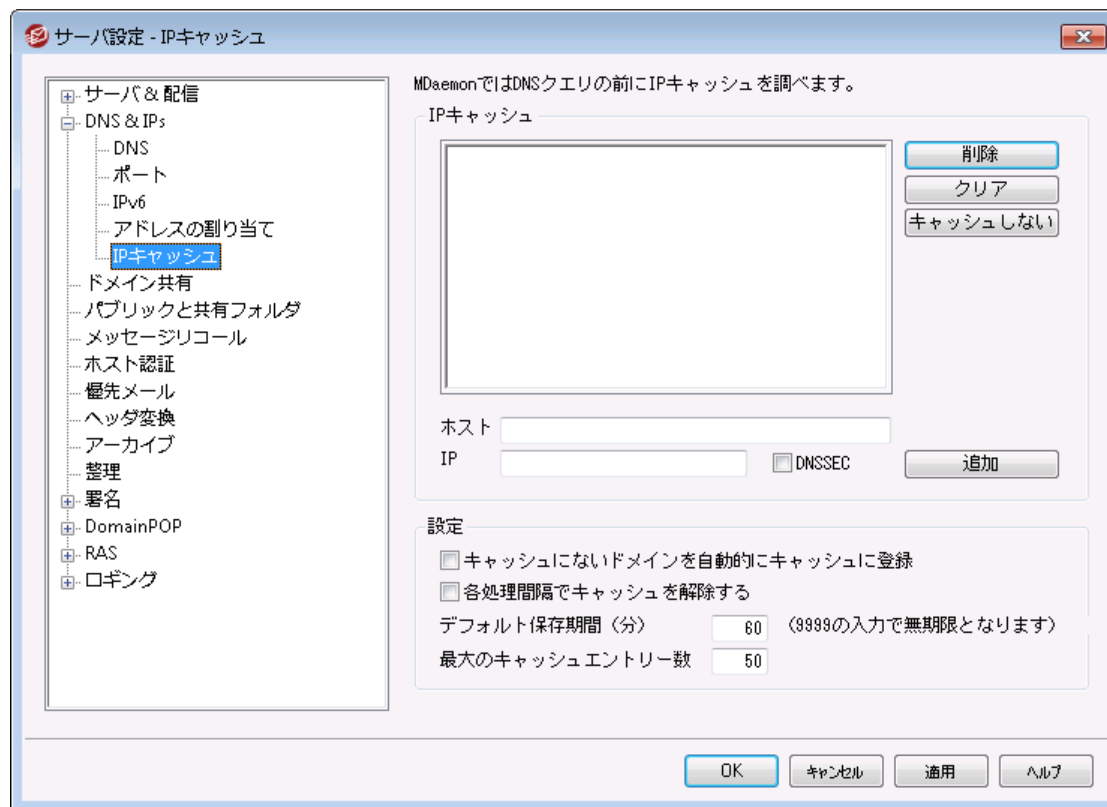 サーバ設定 - IPキャッシュ
サーバ & 配信
DNS & IPs
DNS
ポート
IPv6
アドレスの割り当て
IPキャッシュ
ドメイン共有
パブリックと共有フォルダ
メッセージリコール
ホスト認証
優先メール
ヘッダ変換
アーカイブ
整理
署名
DomainPOP
RAS
ロギング
MDaemonではDNSクエリの前にIPキャッシュを調べます。
IPキャッシュ
削除
クリア
キャッシュしない
ホスト
IP
DNSSEC
追加
設定
キャッシュにないドメインを自動的にキャッシュに登録
各処理間隔でキャッシュを解除する
デフォルト保存期間（分） 60 （9999の入力で無期限となります）
最大のキャッシュエントリー数 50
OK
キャンセル
適用
ヘルプ